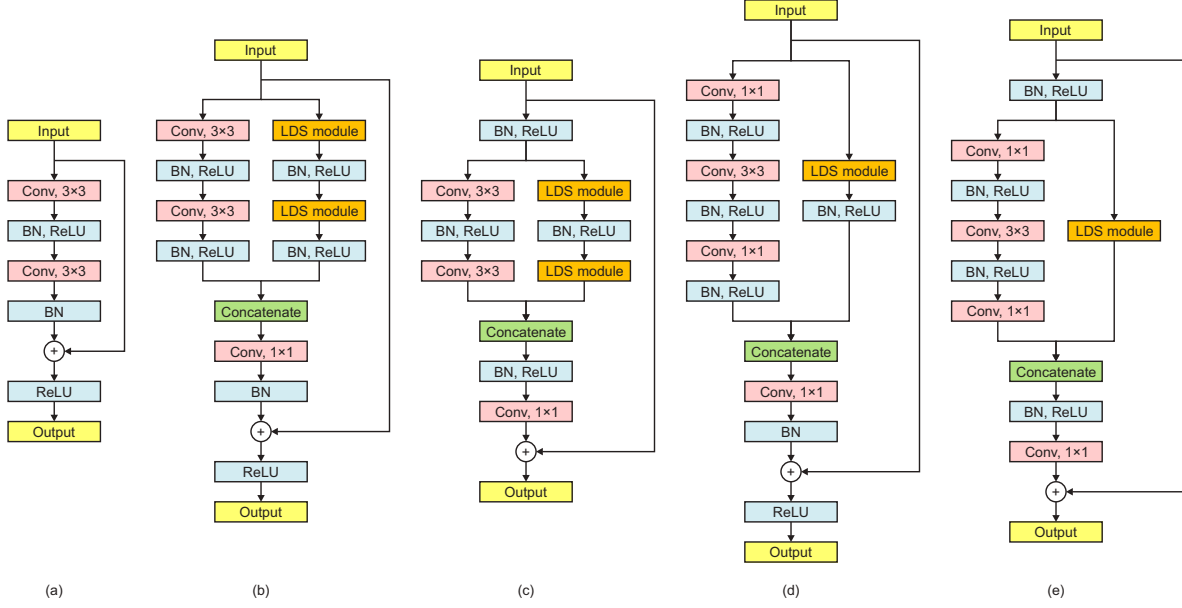 Input
Conv, 3×3
BN, ReLU
Conv, 3×3
BN
+
ReLU
Output
(a)
Input
Conv, 3×3
LDS module
BN, ReLU
BN, ReLU
Conv, 3×3
LDS module
BN, ReLU
BN, ReLU
Concatenate
Conv, 1×1
BN
+
ReLU
Output
(b)
Input
BN, ReLU
Conv, 3×3
LDS module
BN, ReLU
BN, ReLU
Conv, 3×3
LDS module
Concatenate
BN, ReLU
Conv, 1×1
+
Output
(c)
Input
Conv, 1×1
BN, ReLU
Conv, 3×3
LDS module
BN, ReLU
BN, ReLU
Conv, 1×1
BN, ReLU
Concatenate
Conv, 1×1
BN
+
ReLU
Output
(d)
Input
BN, ReLU
Conv, 1×1
BN, ReLU
Conv, 3×3
LDS module
BN, ReLU
Conv, 1×1
Concatenate
BN, ReLU
Conv, 1×1
+
Output
(e)